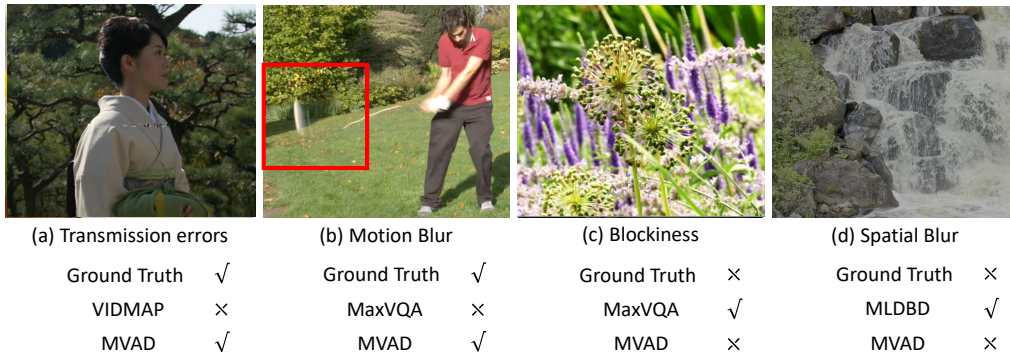 (a) Transmission errors (b) Motion Blur (c) Blockiness (d) Spatial Blur
Ground Truth √ Ground Truth √ Ground Truth × Ground Truth ×
VIDMAP × MaxVQA × MaxVQA √ MLDBD √
MVAD √ MVAD √ MVAD × MVAD ×